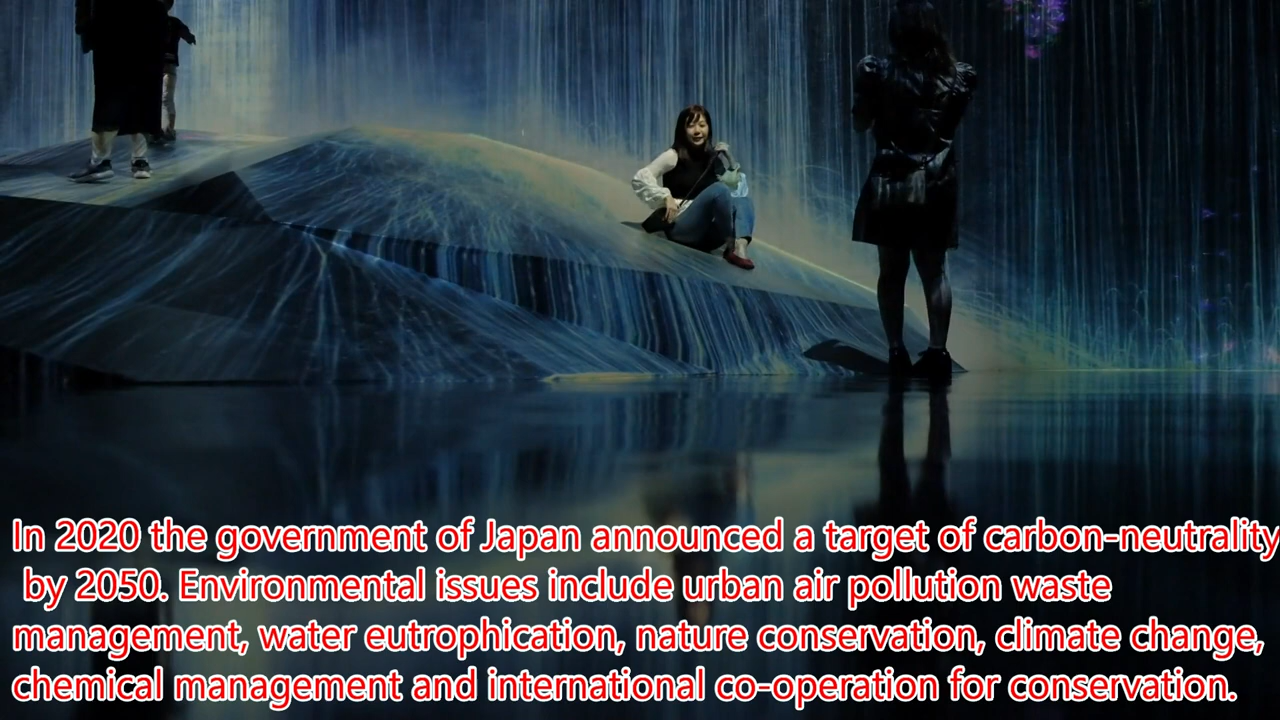 In 2020 the government of Japan announced a target of carbon-neutrality
by 2050. Environmental issues include urban air pollution waste
management, water eutrophication, nature conservation, climate change,
chemical management and international co-operation for conservation.